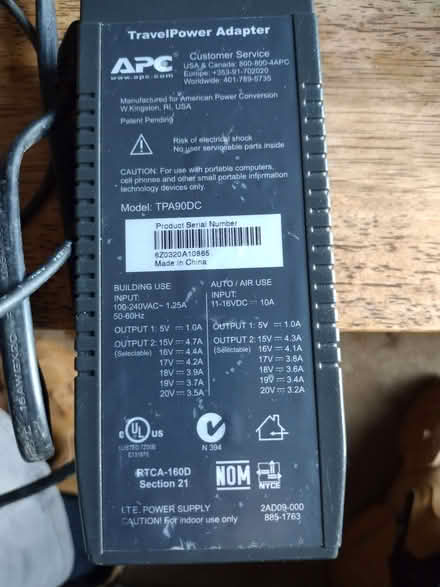 TravelPower Adapter
APC
www.apc.com
Customer Service
USA & Canada: 800-800-4APC
Europe: +353-91-702020
Worldwide: 401-789-5735
Manufactured for American Power Conversion
W.Kingston, RI, USA
Patent Pending
Risk of electrical shock
No user serviceable parts inside
CAUTION: For use with portable computers,
cell phones and other small portable information
technology devices only.
Model: TPA90DC
Product Serial Number
6Z0320A10865
Made in China
BUILDING USE
INPUT:
100-240VAC~ 1.25A
50-60Hz
OUTPUT 1: 5V ⎓ 1.0A
OUTPUT 2: 15V ⎓ 4.7A
(Selectable) 16V ⎓ 4.4A
17V ⎓ 4.2A
18V ⎓ 3.9A
19V ⎓ 3.7A
20V ⎓ 3.5A
AUTO / AIR USE
INPUT:
11-16VDC ⎓ 10A
OUTPUT 1: 5V ⎓ 1.0A
OUTPUT 2: 15V ⎓ 4.3A
(Selectable) 16V ⎓ 4.1A
17V ⎓ 3.8A
18V ⎓ 3.6A
19V ⎓ 3.4A
20V ⎓ 3.2A
c UL us
LISTED
N 394
RTCA-160D
Section 21
NOM
NYCE
I.T.E. POWER SUPPLY
CAUTION! For indoor use only
2AD09-000
885-1763